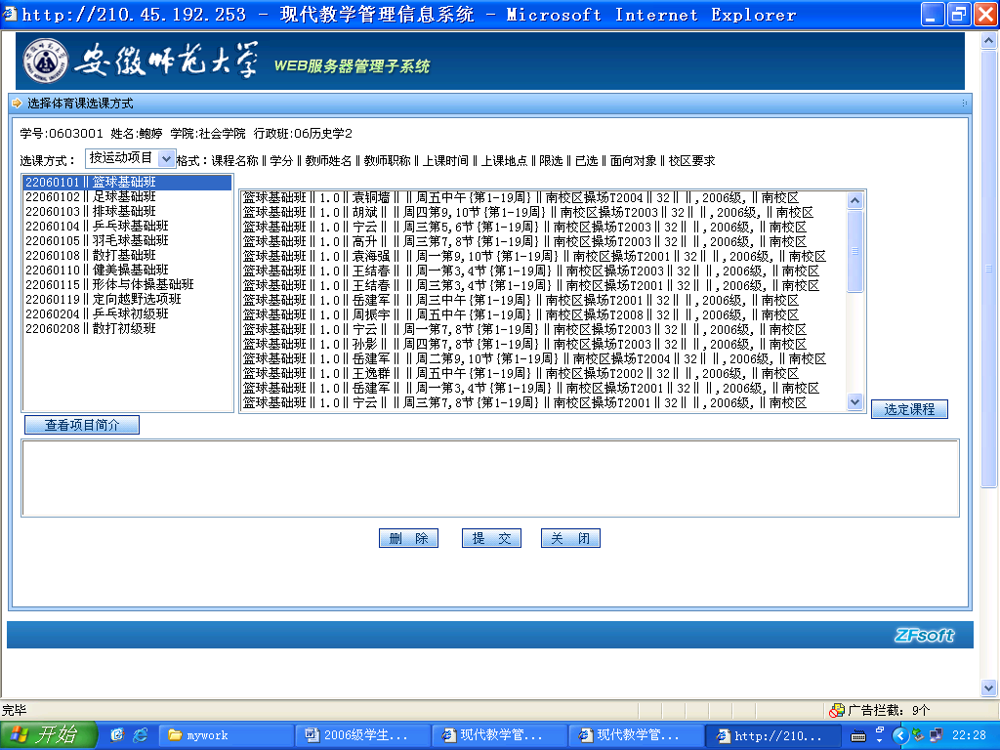 http://210.45.192.253 - 现代教学管理信息系统 - Microsoft Internet Explorer
安徽师范大学 WEB服务器管理子系统
选择体育课选课方式
学号:0603001 姓名:鲍婷 学院:社会学院 行政班:06历史学2
选课方式： 按运动项目 格式：课程名称‖学分‖教师姓名‖教师职称‖上课时间‖上课地点‖限选‖已选‖面向对象‖校区要求
22060101‖篮球基础班
22060102‖足球基础班
22060103‖排球基础班
22060104‖乒乓球基础班
22060105‖羽毛球基础班
22060108‖散打基础班
22060110‖健美操基础班
22060115‖形体与体操基础班
22060119‖定向越野选项班
22060204‖乒乓球初级班
22060208‖散打初级班
篮球基础班‖1.0‖袁铜墙‖‖周五中午{第1-19周}‖南校区操场T2004‖32‖‖,2006级,‖南校区
篮球基础班‖1.0‖胡斌‖‖周四第9,10节{第1-19周}‖南校区操场T2003‖32‖‖,2006级,‖南校区
篮球基础班‖1.0‖宁云‖‖周三第5,6节{第1-19周}‖南校区操场T2003‖32‖‖,2006级,‖南校区
篮球基础班‖1.0‖高升‖‖周三第7,8节{第1-19周}‖南校区操场T2003‖32‖‖,2006级,‖南校区
篮球基础班‖1.0‖袁海强‖‖周一第9,10节{第1-19周}‖南校区操场T2001‖32‖‖,2006级,‖南校区
篮球基础班‖1.0‖王结春‖‖周一第3,4节{第1-19周}‖南校区操场T2003‖32‖‖,2006级,‖南校区
篮球基础班‖1.0‖王结春‖‖周三第3,4节{第1-19周}‖南校区操场T2001‖32‖‖,2006级,‖南校区
篮球基础班‖1.0‖岳建军‖‖周三中午{第1-19周}‖南校区操场T2001‖32‖‖,2006级,‖南校区
篮球基础班‖1.0‖周振宇‖‖周五中午{第1-19周}‖南校区操场T2008‖32‖‖,2006级,‖南校区
篮球基础班‖1.0‖宁云‖‖周一第7,8节{第1-19周}‖南校区操场T2003‖32‖‖,2006级,‖南校区
篮球基础班‖1.0‖孙影‖‖周四第7,8节{第1-19周}‖南校区操场T2003‖32‖‖,2006级,‖南校区
篮球基础班‖1.0‖岳建军‖‖周二第9,10节{第1-19周}‖南校区操场T2004‖32‖‖,2006级,‖南校区
篮球基础班‖1.0‖王逸群‖‖周五中午{第1-19周}‖南校区操场T2002‖32‖‖,2006级,‖南校区
篮球基础班‖1.0‖岳建军‖‖周一第3,4节{第1-19周}‖南校区操场T2001‖32‖‖,2006级,‖南校区
篮球基础班‖1.0‖宁云‖‖周三第7,8节{第1-19周}‖南校区操场T2001‖32‖‖,2006级,‖南校区
选定课程
查看项目简介
删 除 提 交 关 闭
ZFsoft
完毕 广告拦截: 9个
开始 mywork 2006级学生... 现代教学管... 现代教学管... http://210... 22:28